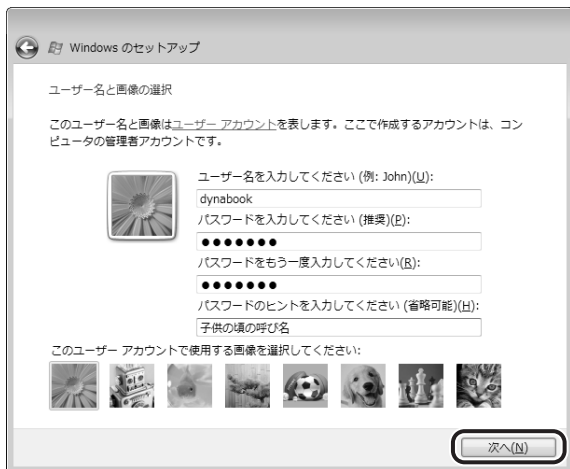 Windows のセットアップ
ユーザー名と画像の選択
このユーザー名と画像はユーザー アカウントを表します。ここで作成するアカウントは、コン
ピュータの管理者アカウントです。
ユーザー名を入力してください (例: John)(U):
dynabook
パスワードを入力してください (推奨)(P):
●●●●●●●
パスワードをもう一度入力してください(R):
●●●●●●●
パスワードのヒントを入力してください (省略可能)(H):
子供の頃の呼び名
このユーザー アカウントで使用する画像を選択してください:
次へ(N)